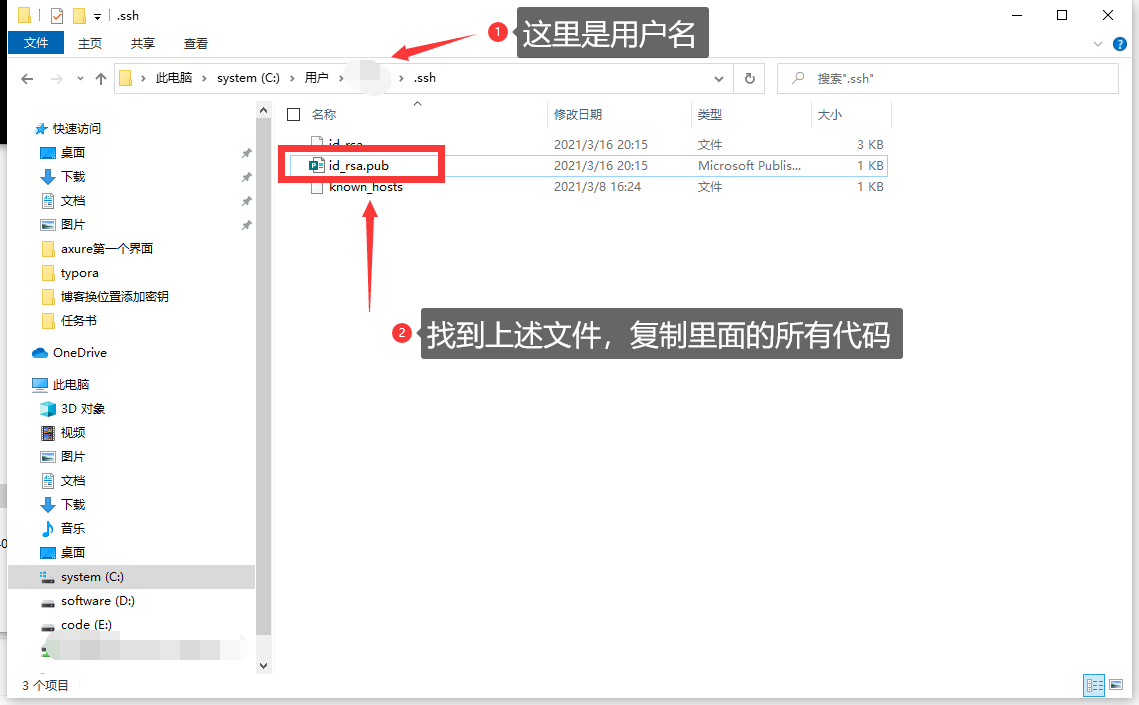 .ssh
文件 主页 共享 查看
1 这里是用户名
此电脑 system (C:) 用户 .ssh
搜索".ssh"
名称 修改日期 类型 大小
id_rsa 2021/3/16 20:15 文件 3 KB
id_rsa.pub 2021/3/16 20:15 Microsoft Publis... 1 KB
known_hosts 2021/3/8 16:24 文件 1 KB
2 找到上述文件，复制里面的所有代码
快速访问
桌面
下载
文档
图片
axure第一个界面
typora
博客换位置添加密钥
任务书
OneDrive
此电脑
3D 对象
视频
图片
文档
下载
音乐
桌面
system (C:)
software (D:)
code (E:)
3 个项目